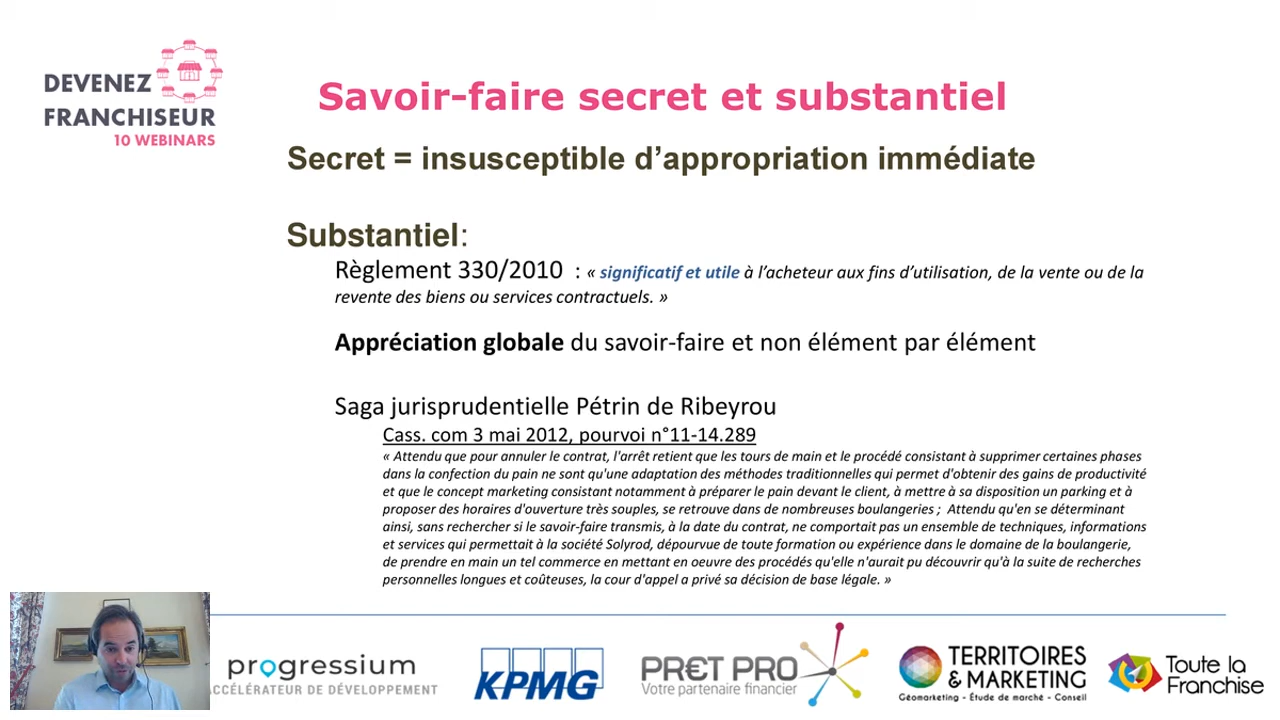 DEVENEZ
FRANCHISEUR
10 WEBINARS
Savoir-faire secret et substantiel
Secret = insusceptible d’appropriation immédiate
Substantiel:
Règlement 330/2010 : « significatif et utile à l’acheteur aux fins d’utilisation, de la vente ou de la
revente des biens ou services contractuels. »
Appréciation globale du savoir-faire et non élément par élément
Saga jurisprudentielle Pétrin de Ribeyrou
Cass. com 3 mai 2012, pourvoi n°11-14.289
« Attendu que pour annuler le contrat, l'arrêt retient que les tours de main et le procédé consistant à supprimer certaines phases
dans la confection du pain ne sont qu'une adaptation des méthodes traditionnelles qui permet d'obtenir des gains de productivité
et que le concept marketing consistant notamment à préparer le pain devant le client, à mettre à sa disposition un parking et à
proposer des horaires d'ouverture très souples, se retrouve dans de nombreuses boulangeries ; Attendu qu'en se déterminant
ainsi, sans rechercher si le savoir-faire transmis, à la date du contrat, ne comportait pas un ensemble de techniques, informations
et services qui permettait à la société Solyrod, dépourvue de toute formation ou expérience dans le domaine de la boulangerie,
de prendre en main un tel commerce en mettant en oeuvre des procédés qu'elle n'aurait pu découvrir qu'à la suite de recherches
personnelles longues et coûteuses, la cour d'appel a privé sa décision de base légale. »
progressium
ACCÉLÉRATEUR DE DÉVELOPPEMENT
KPMG
PR€T PRO
Votre partenaire financier
TERRITOIRES
& MARKETING
Géomarketing - Étude de marché - Conseil
Toute la
Franchise